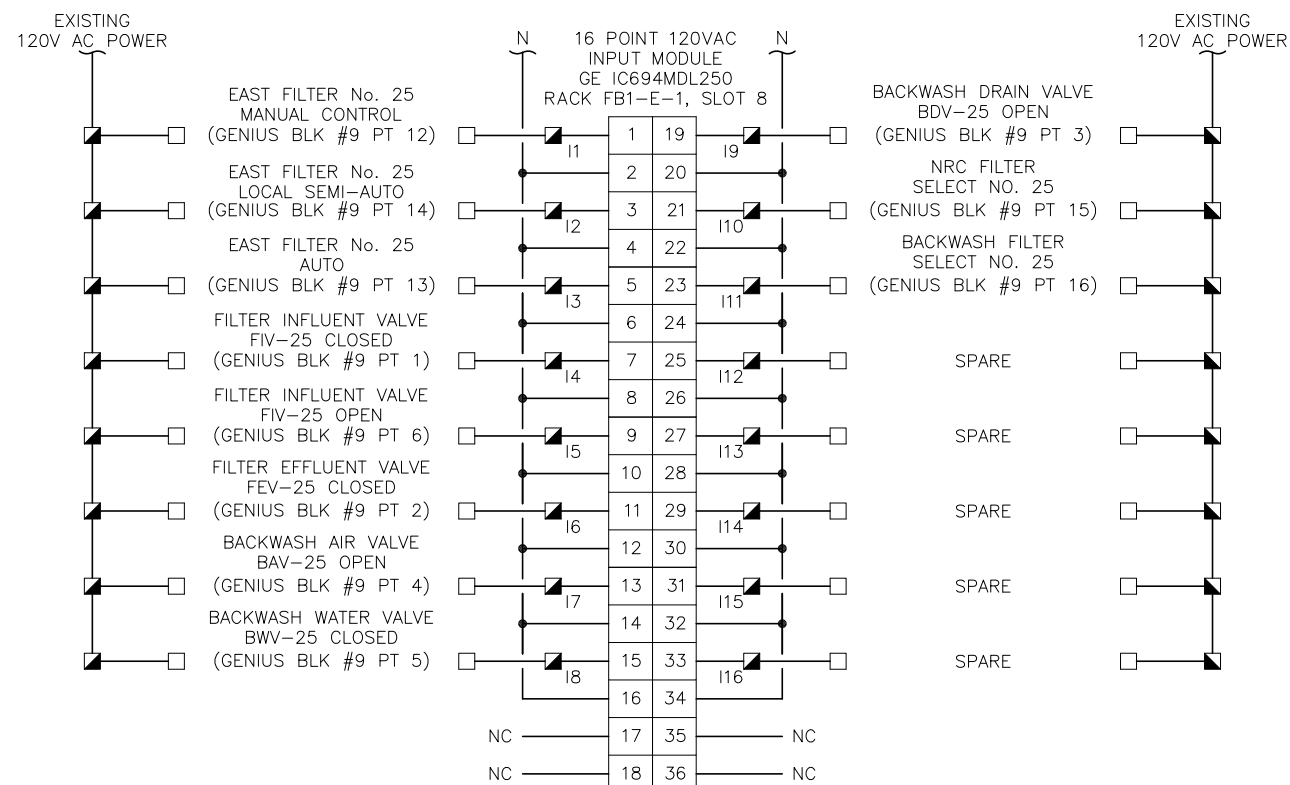 EXISTING
120V AC POWER
N
16 POINT 120VAC
INPUT MODULE
GE IC694MDL250
RACK FB1-E-1, SLOT 8
N
EXISTING
120V AC POWER
EAST FILTER No. 25
MANUAL CONTROL
(GENIUS BLK #9 PT 12)
I1
1 19
I9
BACKWASH DRAIN VALVE
BDV-25 OPEN
(GENIUS BLK #9 PT 3)
2 20
EAST FILTER No. 25
LOCAL SEMI-AUTO
(GENIUS BLK #9 PT 14)
I2
3 21
I10
NRC FILTER
SELECT NO. 25
(GENIUS BLK #9 PT 15)
4 22
EAST FILTER No. 25
AUTO
(GENIUS BLK #9 PT 13)
I3
5 23
I11
BACKWASH FILTER
SELECT NO. 25
(GENIUS BLK #9 PT 16)
6 24
FILTER INFLUENT VALVE
FIV-25 CLOSED
(GENIUS BLK #9 PT 1)
I4
7 25
I12
SPARE
8 26
FILTER INFLUENT VALVE
FIV-25 OPEN
(GENIUS BLK #9 PT 6)
I5
9 27
I13
SPARE
10 28
FILTER EFFLUENT VALVE
FEV-25 CLOSED
(GENIUS BLK #9 PT 2)
I6
11 29
I14
SPARE
12 30
BACKWASH AIR VALVE
BAV-25 OPEN
(GENIUS BLK #9 PT 4)
I7
13 31
I15
SPARE
14 32
BACKWASH WATER VALVE
BWV-25 CLOSED
(GENIUS BLK #9 PT 5)
I8
15 33
I16
SPARE
16 34
NC 17 35 NC
NC 18 36 NC